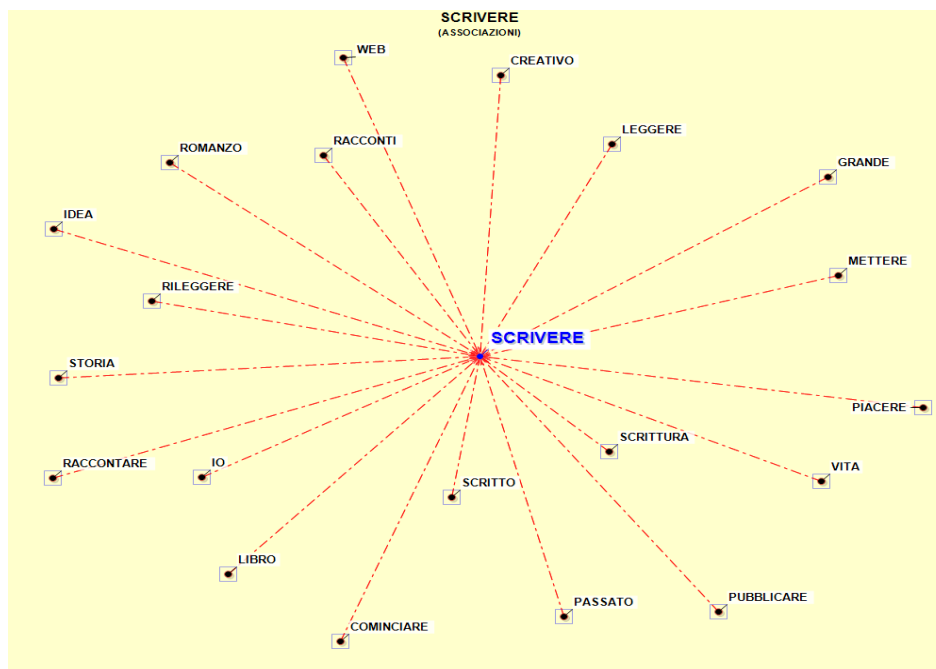 SCRIVERE
(ASSOCIAZIONI)
WEB
CREATIVO
LEGGERE
RACCONTI
ROMANZO
GRANDE
IDEA
METTERE
RILEGGERE
SCRIVERE
STORIA
PIACERE
SCRITTURA
RACCONTARE
IO
VITA
SCRITTO
LIBRO
PUBBLICARE
PASSATO
COMINCIARE